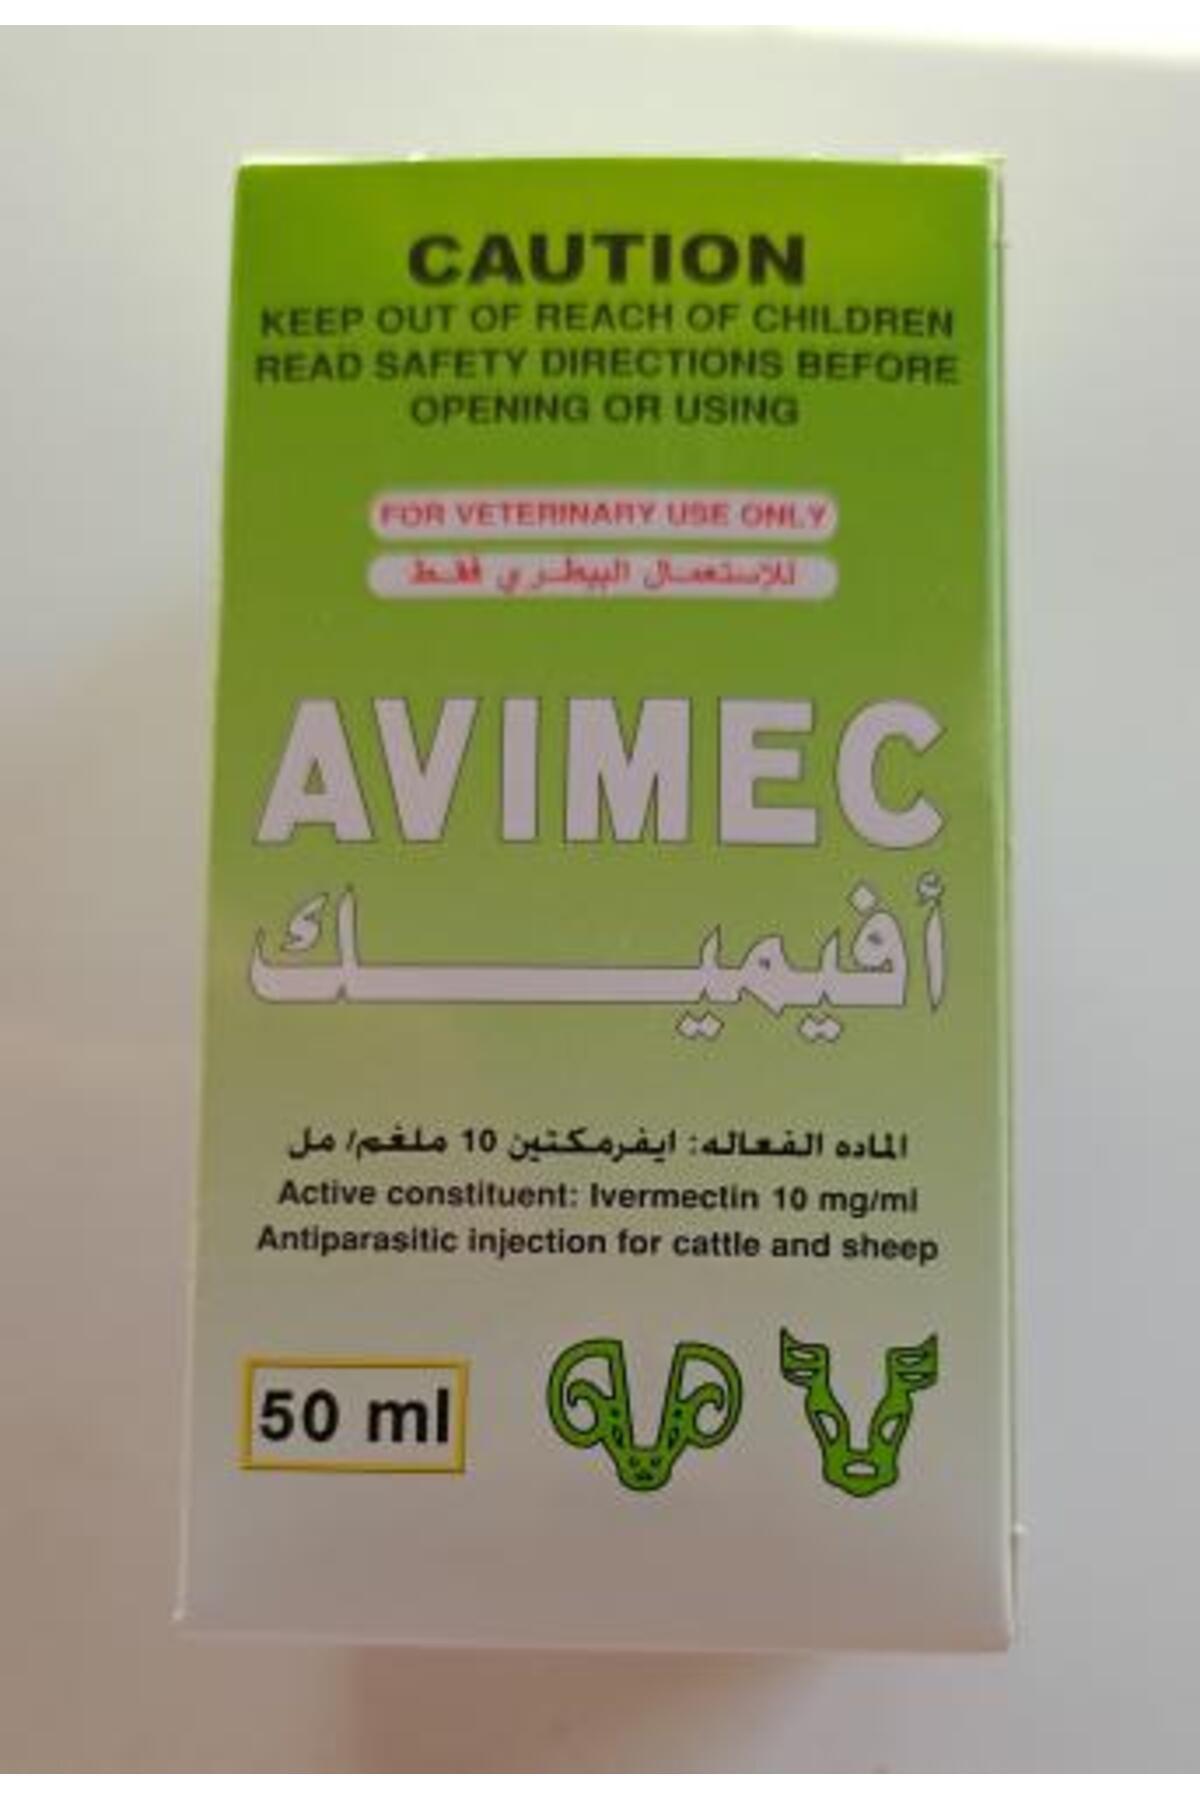 CAUTION
KEEP OUT OF REACH OF CHILDREN
READ SAFETY DIRECTIONS BEFORE
OPENING OR USING
FOR VETERINARY USE ONLY
للاستعمال البيطري فقط
AVIMEC
أفيميك
الماده الفعاله: ايفرمكتين 10 ملغم/ مل
Active constituent: Ivermectin 10 mg/ml
Antiparasitic injection for cattle and sheep
50 ml